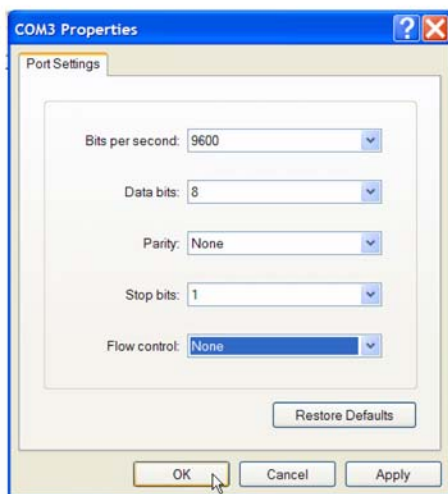 COM3 Properties
Port Settings
Bits per second: 9600
Data bits: 8
Parity: None
Stop bits: 1
Flow control: None
Restore Defaults
OK Cancel Apply